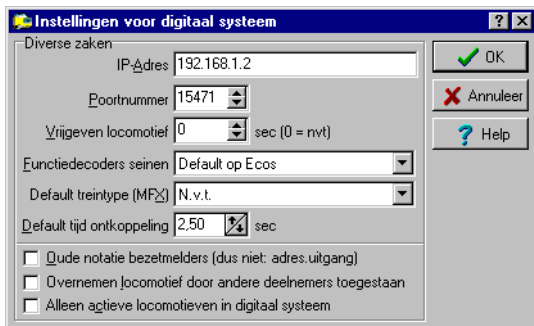 Instellingen voor digitaal systeem
Diverse zaken
IP-Adres 192.168.1.2
Poortnummer 15471
Vrijgeven locomotief 0 sec (0 = nvt)
Functiedecoders seinen Default op Ecos
Default treintype (MFX) N.v.t.
Default tijd ontkoppeling 2,50 sec
Oude notatie bezetmelders (dus niet: adres.uitgang)
Overnemen locomotief door andere deelnemers toegestaan
Alleen actieve locomotieven in digitaal systeem
OK
Annuleer
Help